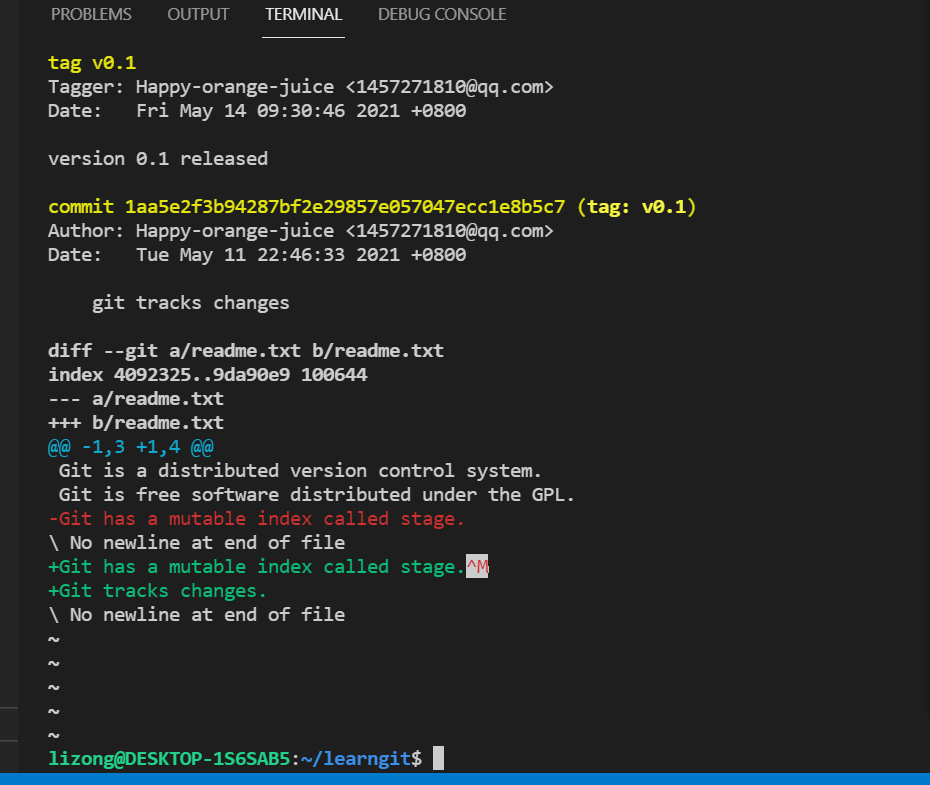 PROBLEMS OUTPUT TERMINAL DEBUG CONSOLE
tag v0.1
Tagger: Happy-orange-juice <1457271810@qq.com>
Date:   Fri May 14 09:30:46 2021 +0800
version 0.1 released
commit 1aa5e2f3b94287bf2e29857e057047ecc1e8b5c7 (tag: v0.1)
Author: Happy-orange-juice <1457271810@qq.com>
Date:   Tue May 11 22:46:33 2021 +0800
    git tracks changes
diff --git a/readme.txt b/readme.txt
index 4092325..9da90e9 100644
--- a/readme.txt
+++ b/readme.txt
@@ -1,3 +1,4 @@
 Git is a distributed version control system.
 Git is free software distributed under the GPL.
-Git has a mutable index called stage.
\ No newline at end of file
+Git has a mutable index called stage.^M
+Git tracks changes.
\ No newline at end of file
~
~
~
~
~
lizong@DESKTOP-1S6SAB5:~/learngit$